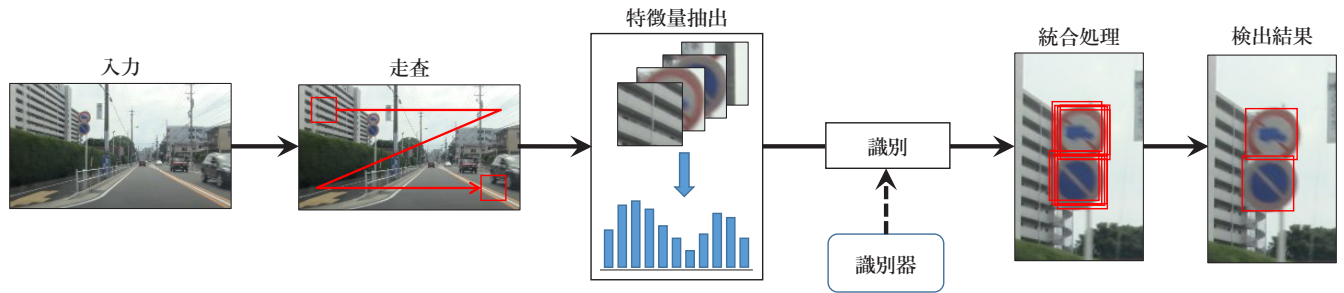 入力
走査
特徴量抽出
識別
識別器
統合処理
検出結果